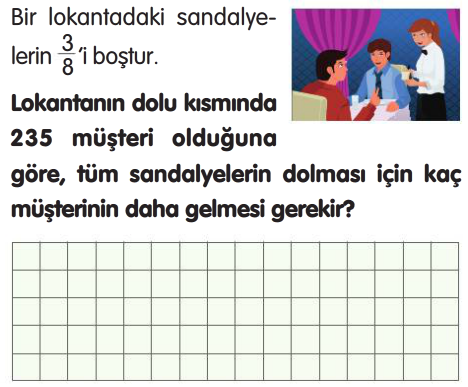 Bir lokantadaki sandalye-
lerin 3/8 'i boştur.
Lokantanın dolu kısmında
235 müşteri olduğuna
göre, tüm sandalyelerin dolması için kaç
müşterinin daha gelmesi gerekir?